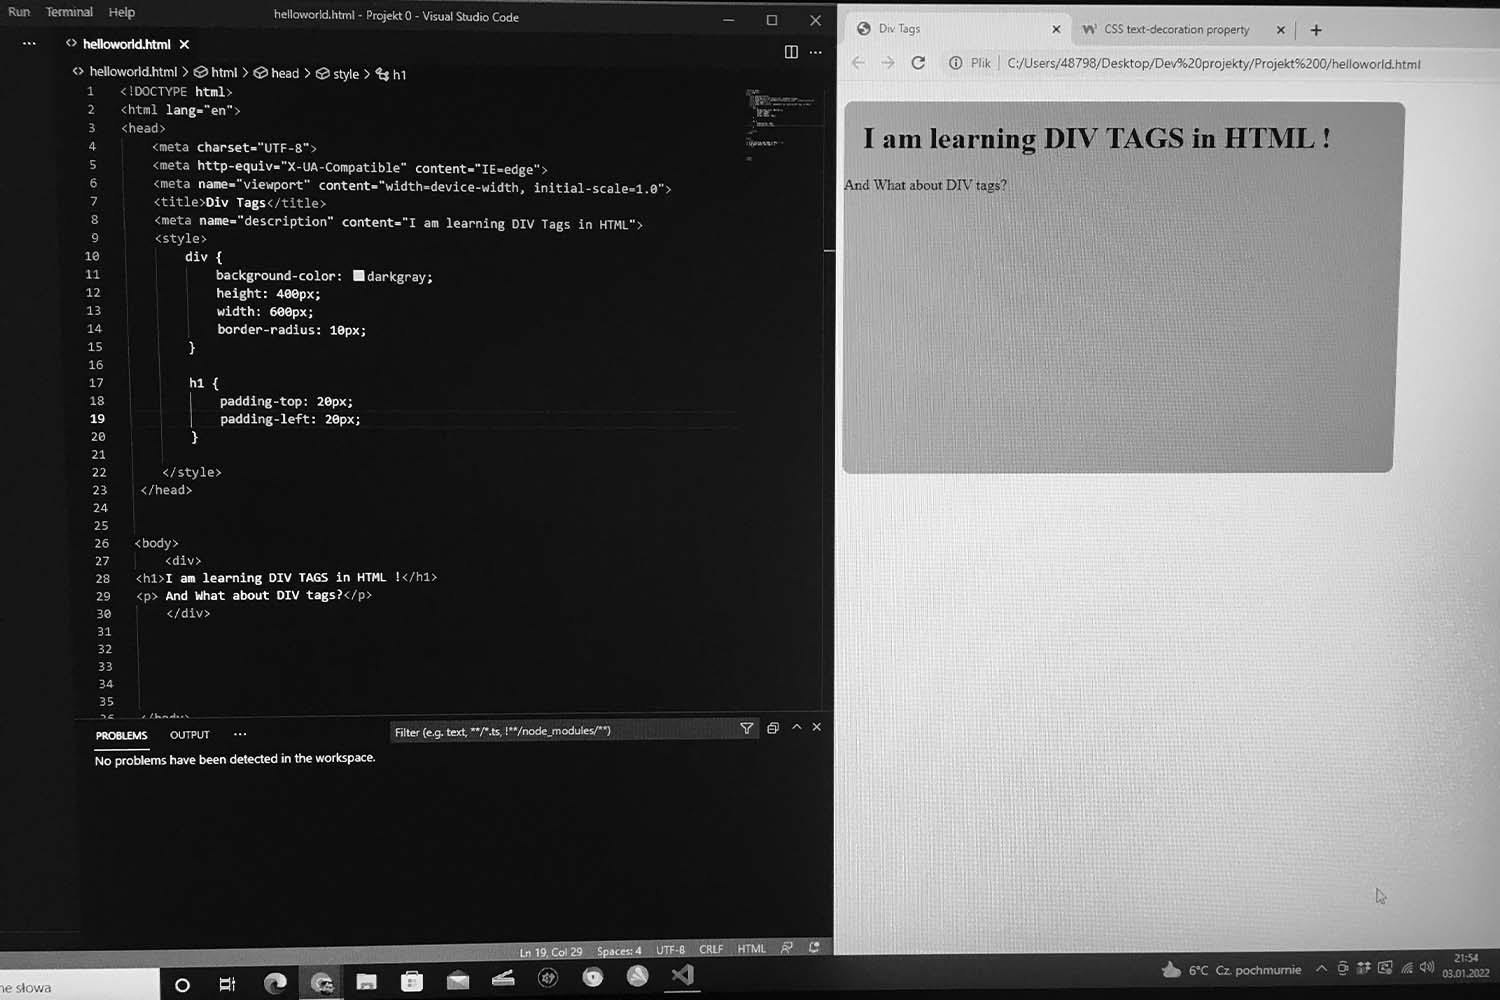 Run Terminal Help
helloworld.html - Projekt 0 - Visual Studio Code
helloworld.html
helloworld.html > html > head > style > h1
1 <!DOCTYPE html>
2 <html lang="en">
3 <head>
4 <meta charset="UTF-8">
5 <meta http-equiv="X-UA-Compatible" content="IE=edge">
6 <meta name="viewport" content="width=device-width, initial-scale=1.0">
7 <title>Div Tags</title>
8 <meta name="description" content="I am learning DIV Tags in HTML">
9 <style>
10 div {
11 background-color: darkgray;
12 height: 400px;
13 width: 600px;
14 border-radius: 10px;
15 }
16
17 h1 {
18 padding-top: 20px;
19 padding-left: 20px;
20 }
21
22 </style>
23 </head>
24
25
26 <body>
27 <div>
28 <h1>I am learning DIV TAGS in HTML !</h1>
29 <p> And What about DIV tags?</p>
30 </div>
31
32
33
34
35
36 </body>
PROBLEMS OUTPUT ...
Filter (e.g. text, **/*.ts, !**/node_modules/**)
No problems have been detected in the workspace.
Ln 19, Col 29 Spaces: 4 UTF-8 CRLF HTML
Div Tags
CSS text-decoration property
Plik C:/Users/48798/Desktop/Dev%20projekty/Projekt%200/helloworld.html
I am learning DIV TAGS in HTML !
And What about DIV tags?
ne słowa
6°C Cz. pochmurnie
21:54
03.01.2022